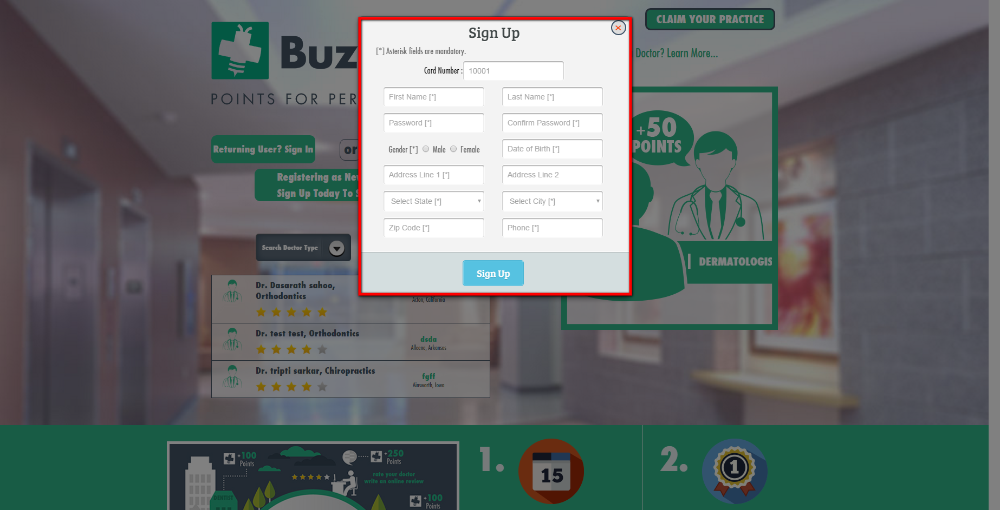 CLAIM YOUR PRACTICE
Buz
Doctor? Learn More...
POINTS FOR PER
Returning User? Sign In
or
Registering as Ne
Sign Up Today To S
Search Doctor Type
Dr. Dasarath sahoo,
Orthodontics
Acton, California
Dr. test test, Orthodontics
dsda
Alleene, Arkansas
Dr. tripti sarkar, Chiropractics
fgff
Ainsworth, Iowa
Sign Up
[*] Asterisk fields are mandatory.
Card Number : 10001
First Name [*] Last Name [*]
Password [*] Confirm Password [*]
Gender [*] Male Female Date of Birth [*]
Address Line 1 [*] Address Line 2
Select State [*] Select City [*]
Zip Code [*] Phone [*]
Sign Up
+50
POINTS
DERMATOLOGIS
+100
Points
+250
Points
rate your doctor
write an online review
DENTIST
+100
Points
1.
15
2.
1